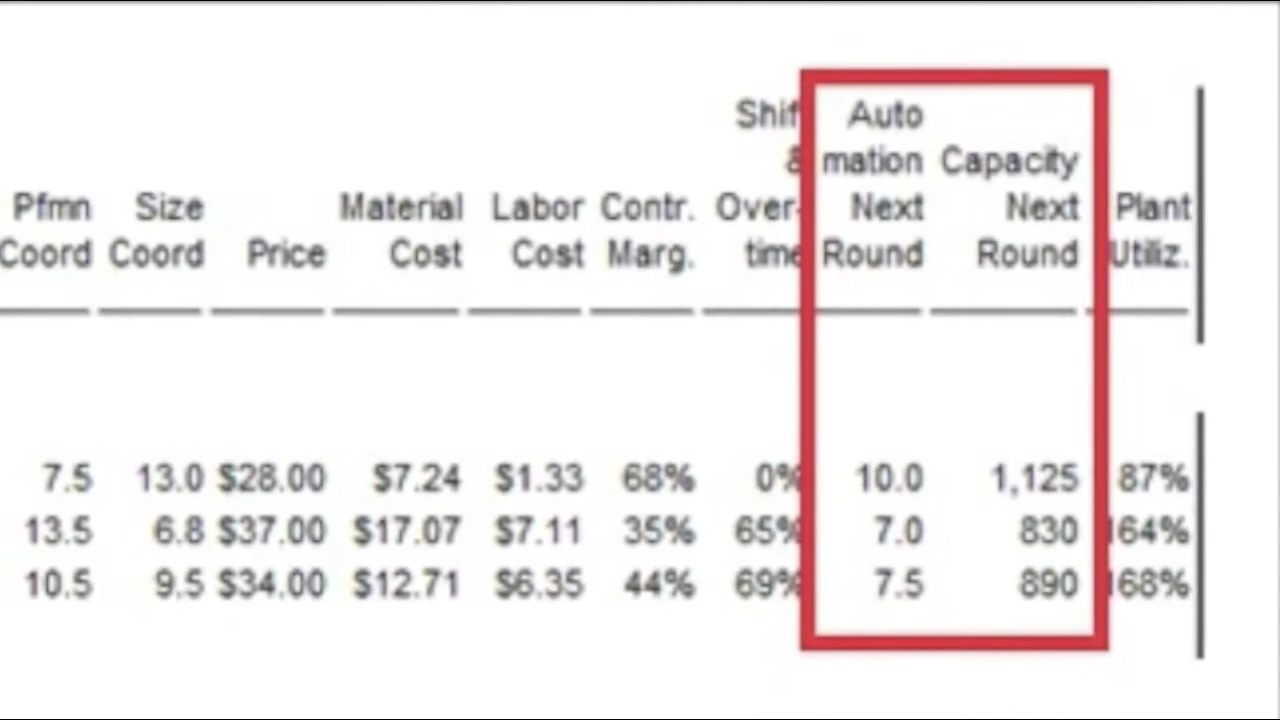 Shif Auto
& mation Capacity
Pfmn Size Material Labor Contr. Over- Next Next Plant
Coord Coord Price Cost Cost Marg. time Round Round Utiliz.
7.5 13.0 $28.00 $7.24 $1.33 68% 0% 10.0 1,125 87%
13.5 6.8 $37.00 $17.07 $7.11 35% 65% 7.0 830 164%
10.5 9.5 $34.00 $12.71 $6.35 44% 69% 7.5 890 168%